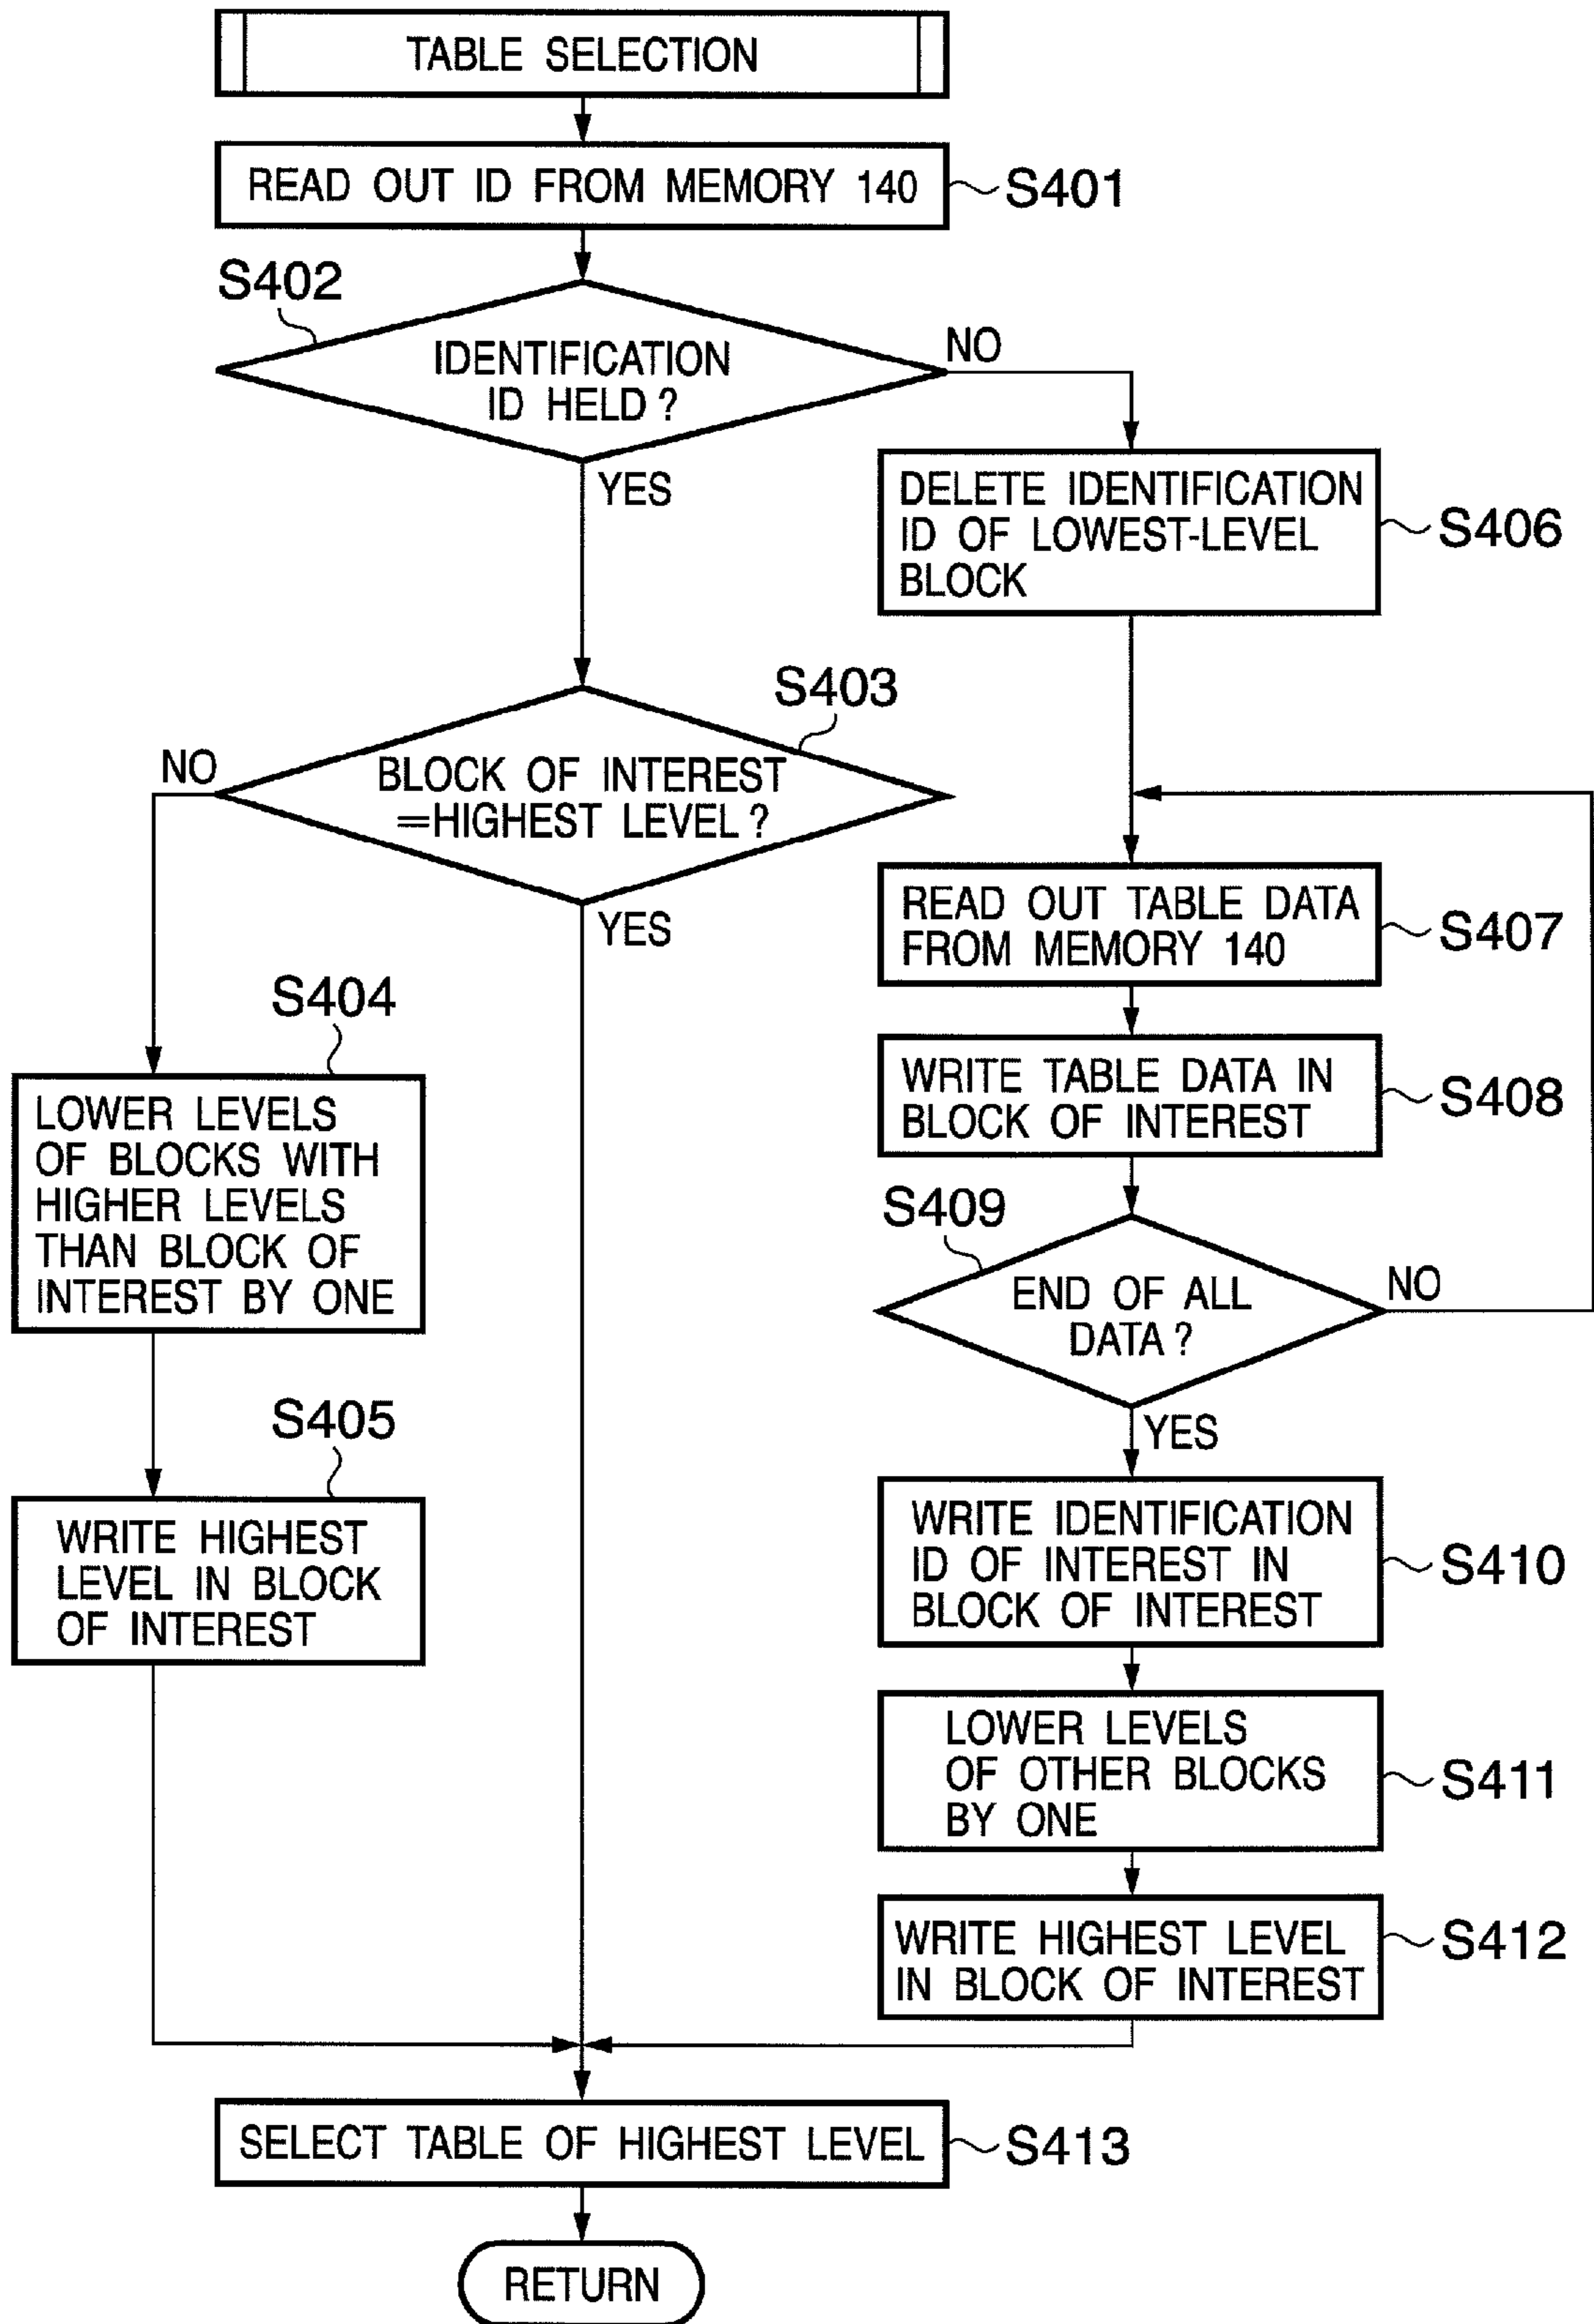 TABLE SELECTION
READ OUT ID FROM MEMORY 140
S401
S402
IDENTIFICATION
ID HELD ?
NO
YES
DELETE IDENTIFICATION
ID OF LOWEST-LEVEL
BLOCK
S406
S403
BLOCK OF INTEREST
=HIGHEST LEVEL ?
NO
YES
READ OUT TABLE DATA
FROM MEMORY 140
S407
S404
LOWER LEVELS
OF BLOCKS WITH
HIGHER LEVELS
THAN BLOCK OF
INTEREST BY ONE
WRITE TABLE DATA IN
BLOCK OF INTEREST
S408
S409
END OF ALL
DATA ?
NO
YES
S405
WRITE HIGHEST
LEVEL IN BLOCK
OF INTEREST
WRITE IDENTIFICATION
ID OF INTEREST IN
BLOCK OF INTEREST
S410
LOWER LEVELS
OF OTHER BLOCKS
BY ONE
S411
WRITE HIGHEST LEVEL
IN BLOCK OF INTEREST
S412
SELECT TABLE OF HIGHEST LEVEL
S413
RETURN